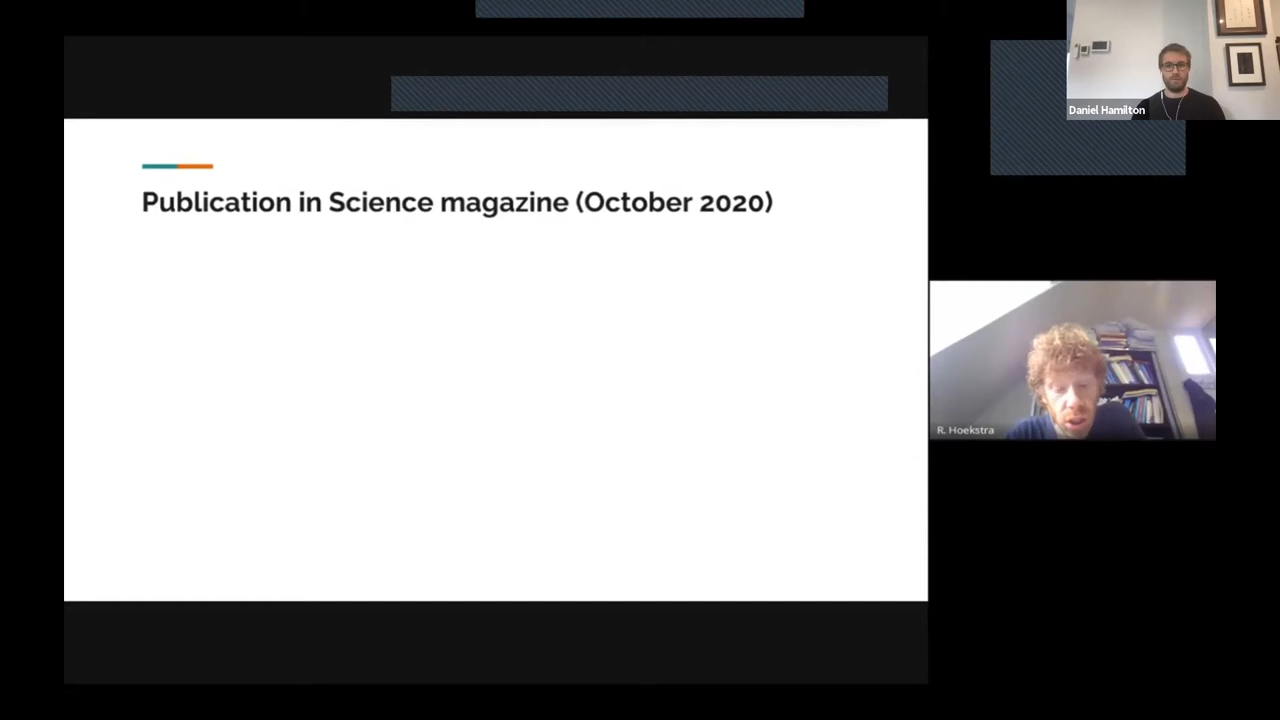 Daniel Hamilton
Publication in Science magazine (October 2020)
R. Hoekstra